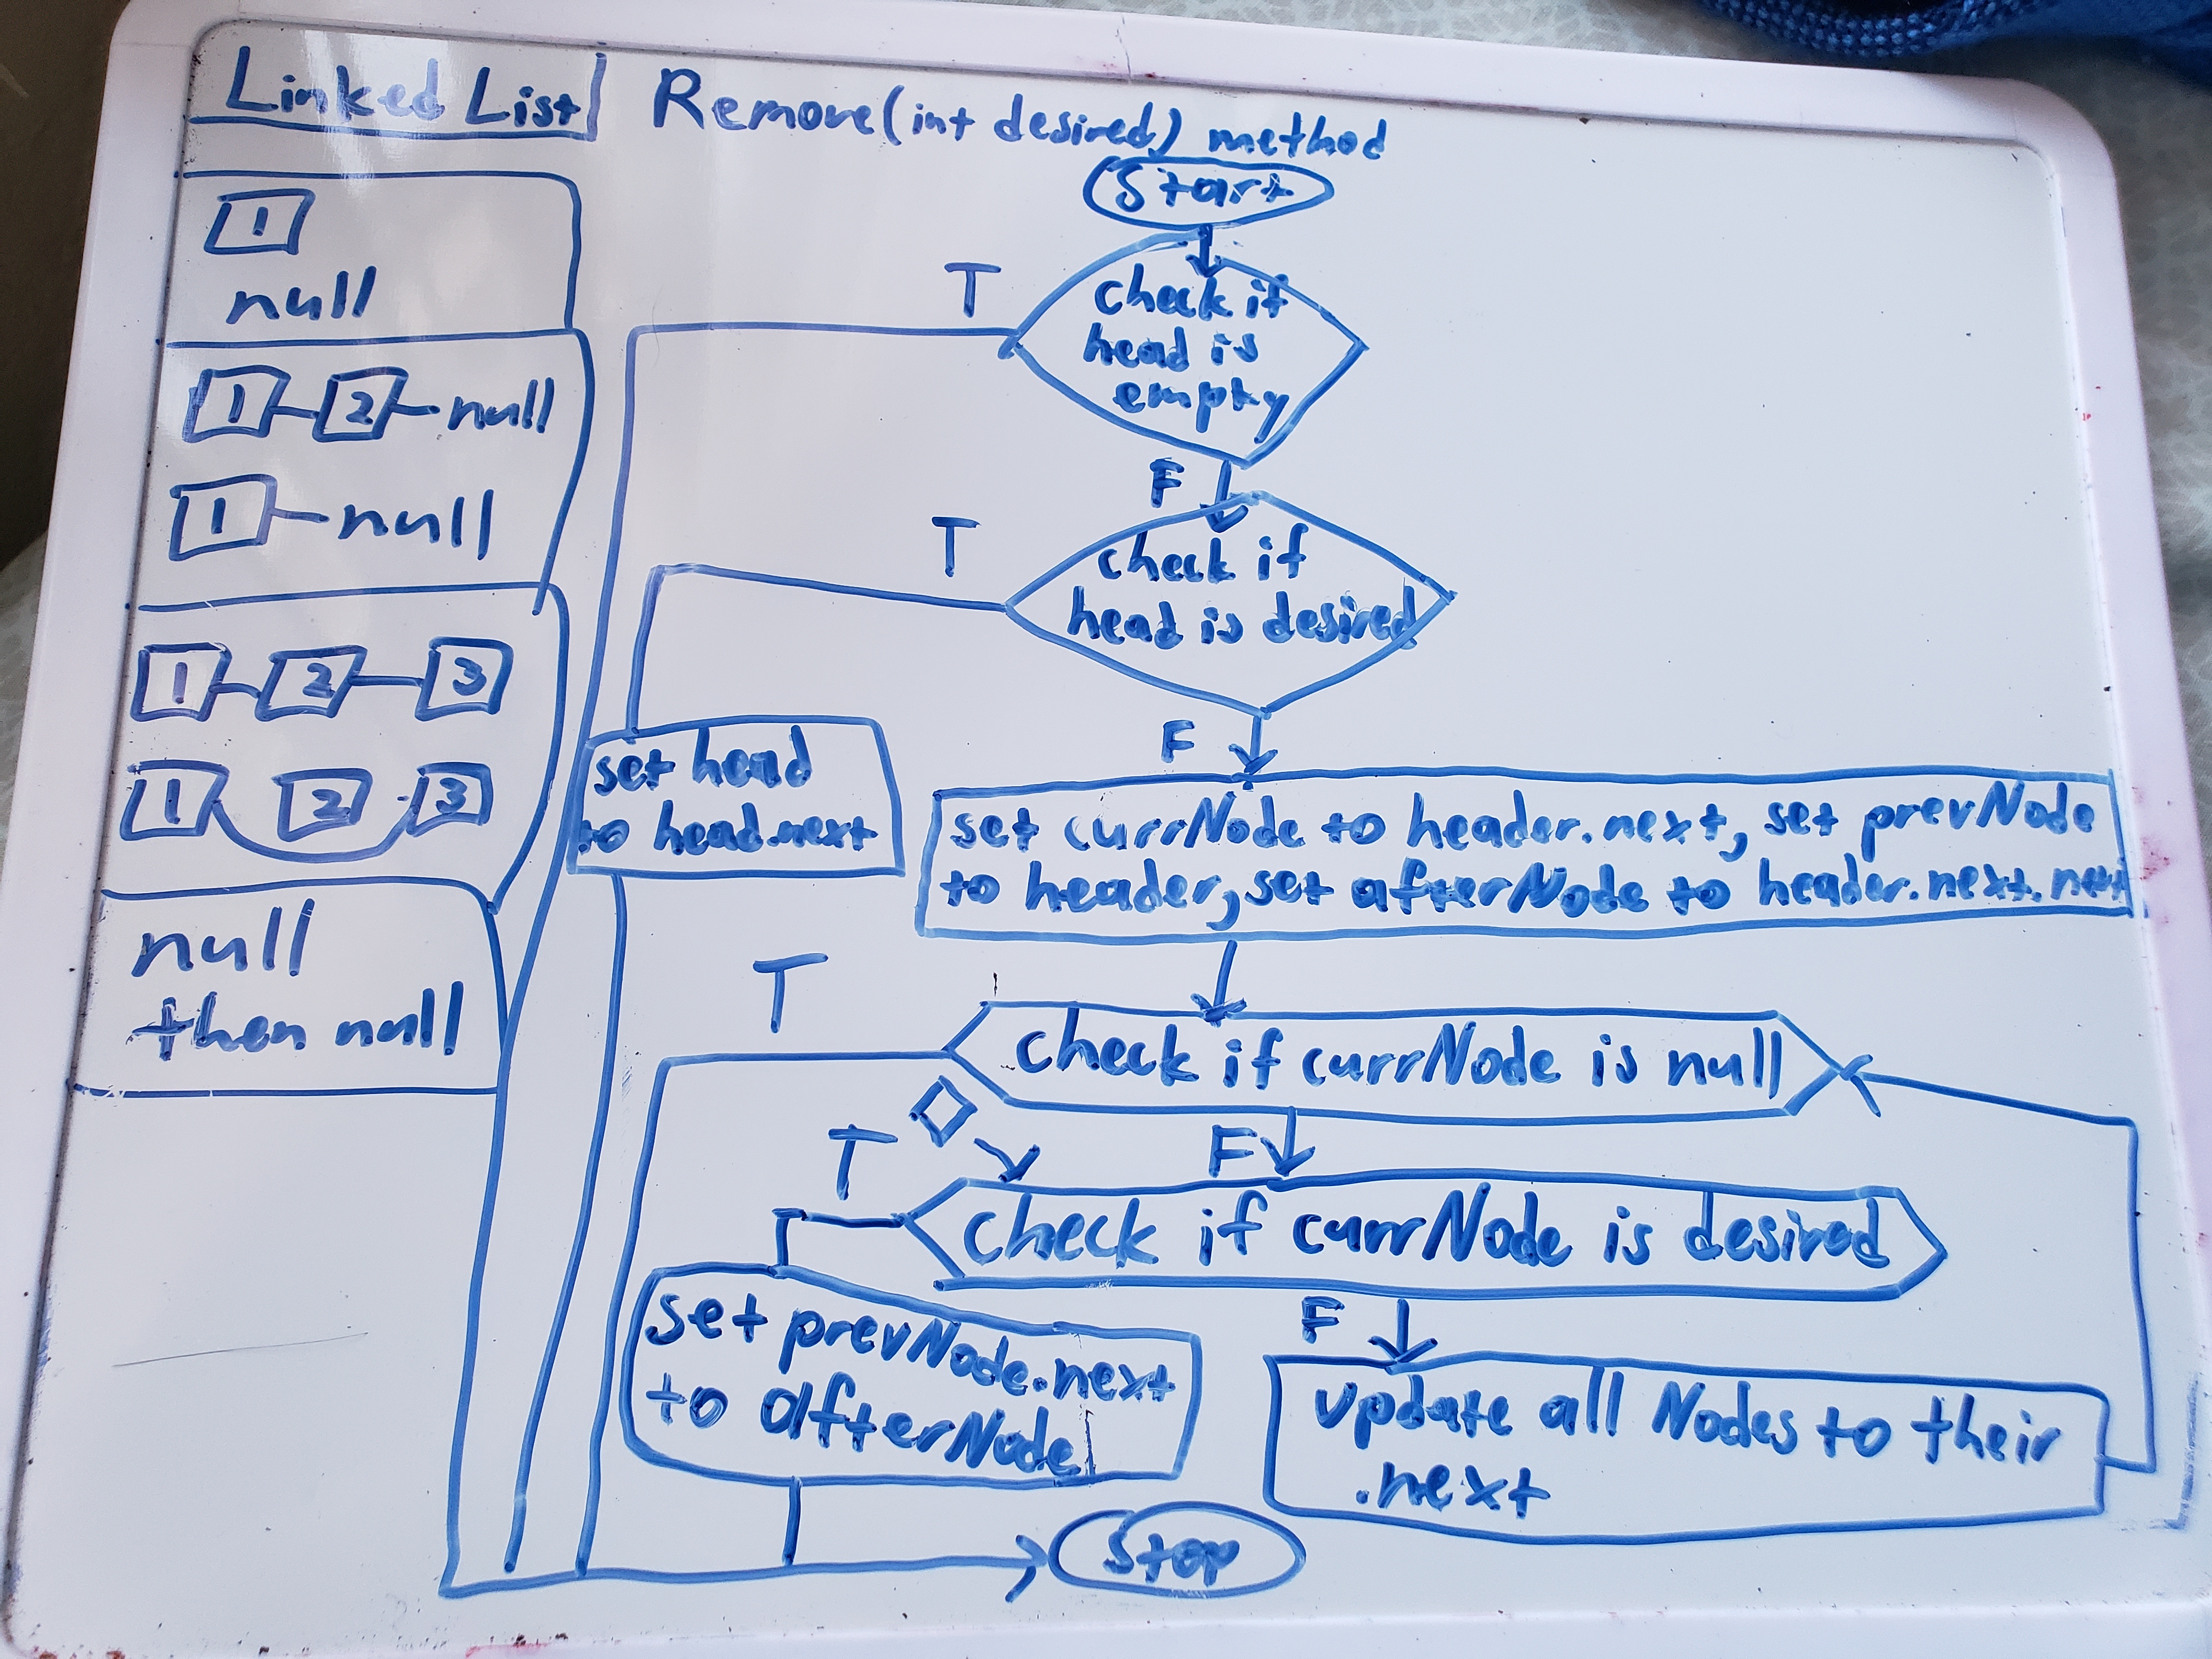 Linked List
Remove(int desired) method
1
null
1 2 null
1 null
1 2 3
1 2 3
null
then null
Start
T
check if
head is
empty
F
T
check if
head is desired
F
set head
to head.next
set currNode to header.next, set prevNode
to header, set afterNode to header.next.next
T
check if currNode is null
T
F
check if currNode is desired
F
set prevNode.next
to afterNode
update all Nodes to their
.next
Stop